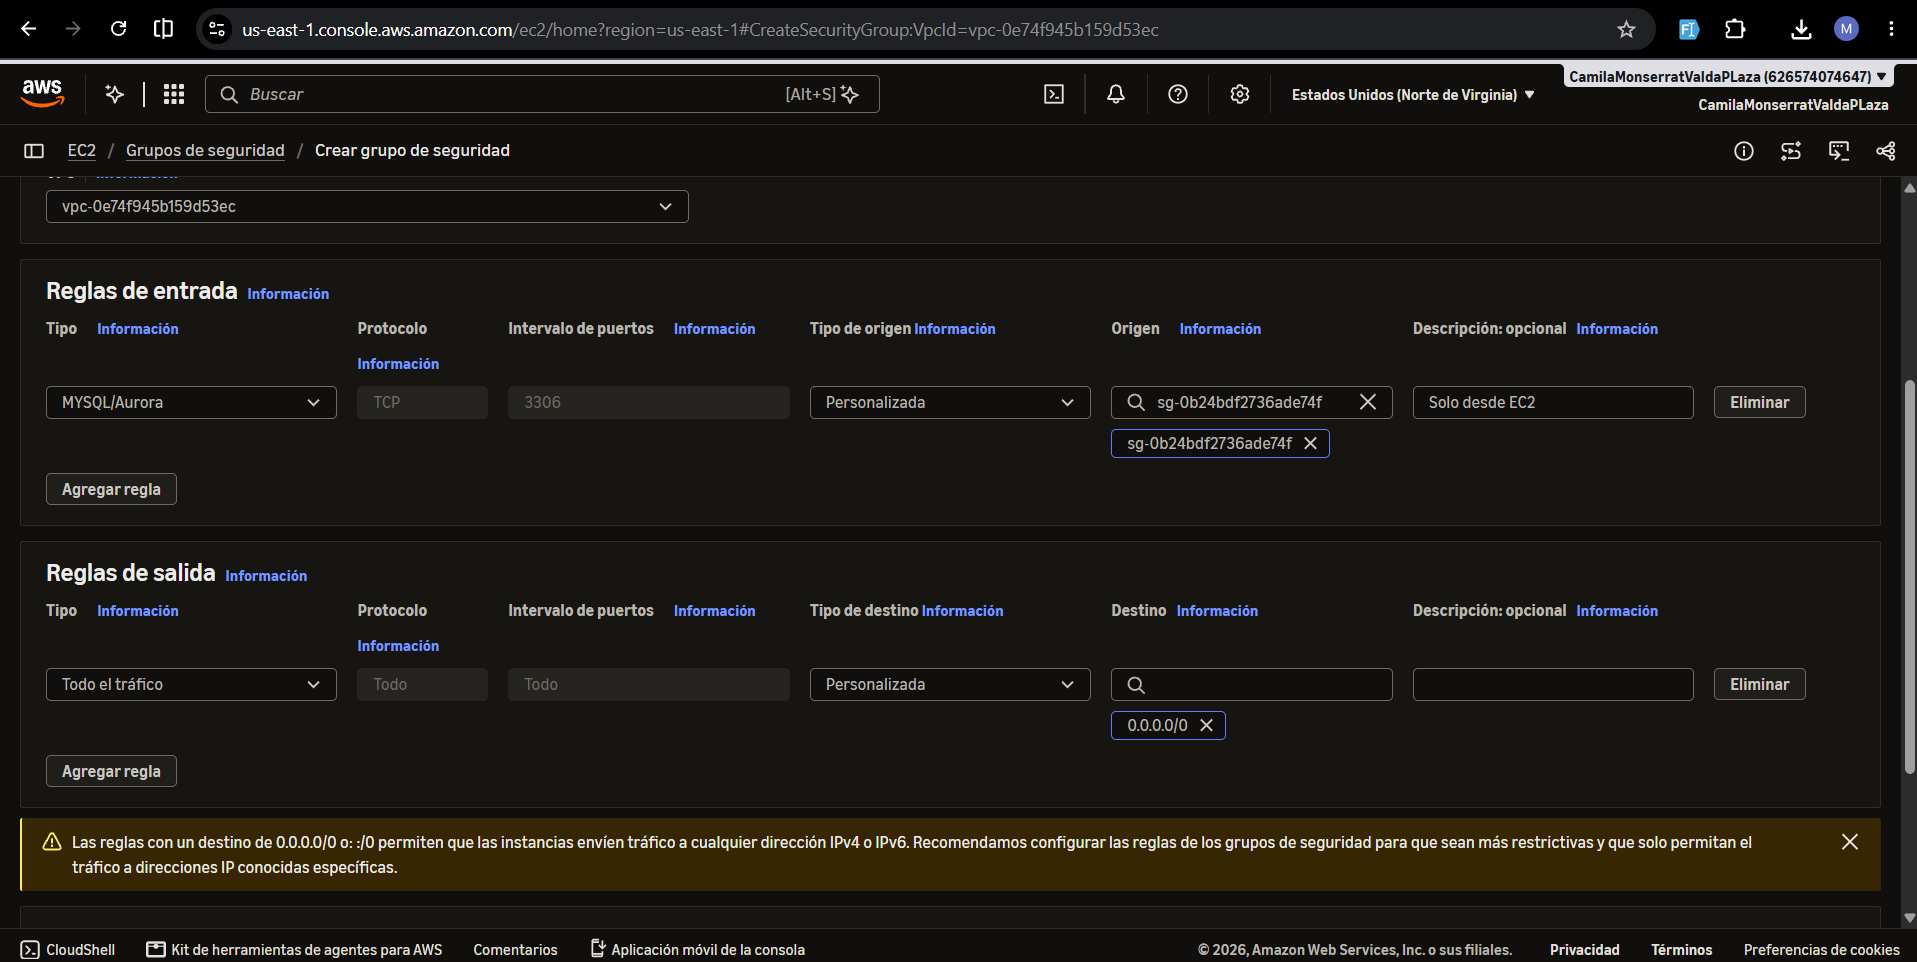 us-east-1.console.aws.amazon.com/ec2/home?region=us-east-1#CreateSecurityGroup:VpcId=vpc-0e74f945b159d53ec
M
aws
Buscar
[Alt+S]
Estados Unidos (Norte de Virginia)
CamilaMonserratValdaPLaza (626574074647)
CamilaMonserratValdaPLaza
EC2 / Grupos de seguridad / Crear grupo de seguridad
vpc-0e74f945b159d53ec
Reglas de entrada Información
Tipo Información
Protocolo Información
Intervalo de puertos Información
Tipo de origen Información
Origen Información
Descripción: opcional Información
MYSQL/Aurora
TCP
3306
Personalizada
sg-0b24bdf2736ade74f
Solo desde EC2
Eliminar
sg-0b24bdf2736ade74f
Agregar regla
Reglas de salida Información
Tipo Información
Protocolo Información
Intervalo de puertos Información
Tipo de destino Información
Destino Información
Descripción: opcional Información
Todo el tráfico
Todo
Todo
Personalizada
Eliminar
0.0.0.0/0
Agregar regla
Las reglas con un destino de 0.0.0.0/0 o: :/0 permiten que las instancias envíen tráfico a cualquier dirección IPv4 o IPv6. Recomendamos configurar las reglas de los grupos de seguridad para que sean más restrictivas y que solo permitan el
tráfico a direcciones IP conocidas específicas.
CloudShell
Kit de herramientas de agentes para AWS
Comentarios
Aplicación móvil de la consola
© 2026, Amazon Web Services, Inc. o sus filiales.
Privacidad
Términos
Preferencias de cookies